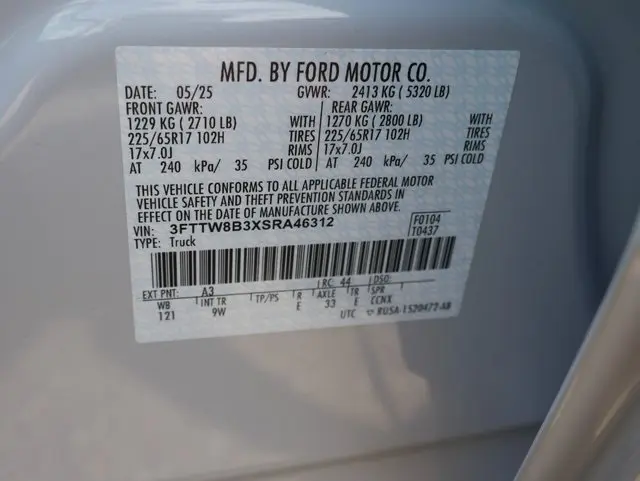 MFD. BY FORD MOTOR CO.
DATE: 05/25 GVWR: 2413 KG ( 5320 LB)
FRONT GAWR: REAR GAWR:
1229 KG ( 2710 LB) WITH 1270 KG ( 2800 LB) WITH
225/65R17 102H TIRES 225/65R17 102H TIRES
17x7.0J RIMS 17x7.0J RIMS
AT 240 kPa/ 35 PSI COLD AT 240 kPa/ 35 PSI COLD
THIS VEHICLE CONFORMS TO ALL APPLICABLE FEDERAL MOTOR
VEHICLE SAFETY AND THEFT PREVENTION STANDARDS IN
EFFECT ON THE DATE OF MANUFACTURE SHOWN ABOVE.
VIN: 3FTTW8B3XSRA46312 F0104
TYPE: Truck T0437
EXT PNT: A3 RC: 44 DSO:
WB INT TR TP/PS R AXLE TR SPR
121 9W E 33 E CCNX
UTC RUSA-1520472-AB